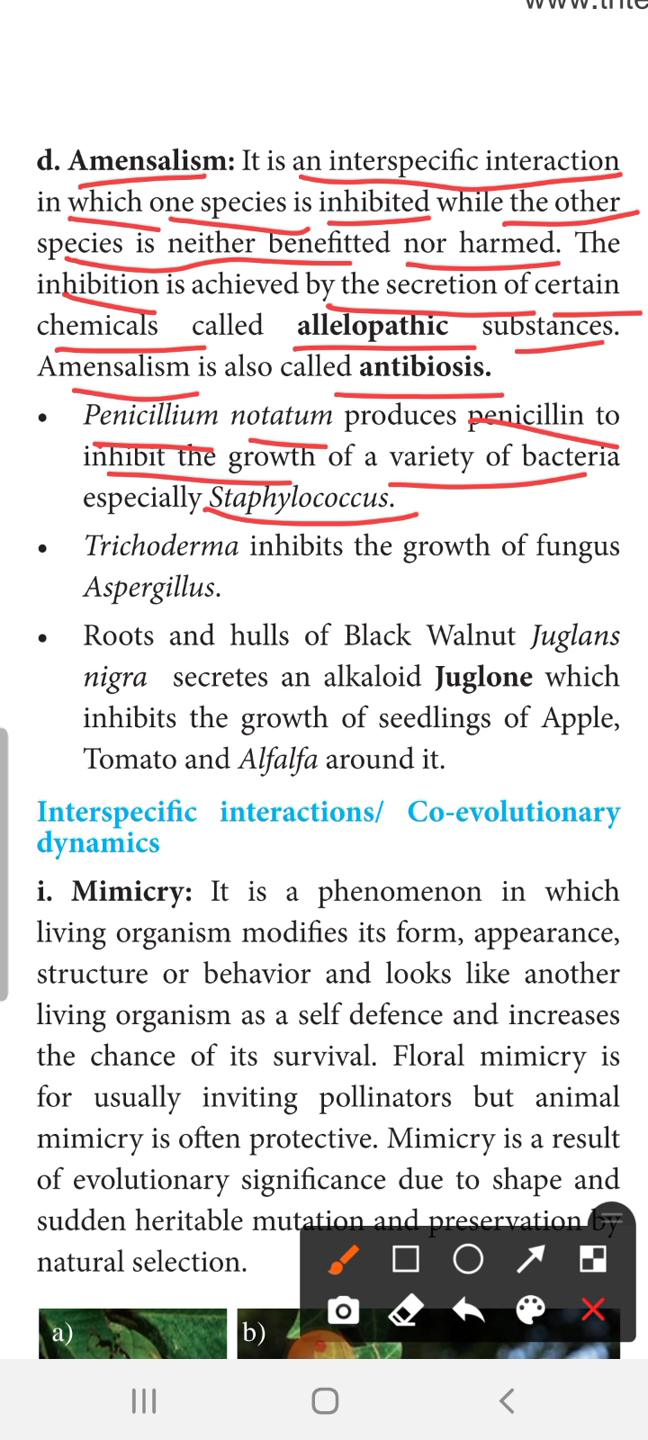 d. Amensalism: It is an interspecific interaction
in which one species is inhibited while the other
species is neither benefitted nor harmed. The
inhibition is achieved by the secretion of certain
chemicals called allelopathic substances.
Amensalism is also called antibiosis.
• Penicillium notatum produces penicillin to
inhibit the growth of a variety of bacteria
especially Staphylococcus.
• Trichoderma inhibits the growth of fungus
Aspergillus.
• Roots and hulls of Black Walnut Juglans
nigra secretes an alkaloid Juglone which
inhibits the growth of seedlings of Apple,
Tomato and Alfalfa around it.
Interspecific interactions/ Co-evolutionary
dynamics
i. Mimicry: It is a phenomenon in which
living organism modifies its form, appearance,
structure or behavior and looks like another
living organism as a self defence and increases
the chance of its survival. Floral mimicry is
for usually inviting pollinators but animal
mimicry is often protective. Mimicry is a result
of evolutionary significance due to shape and
sudden heritable mutation and preservation by
natural selection.
a) b)